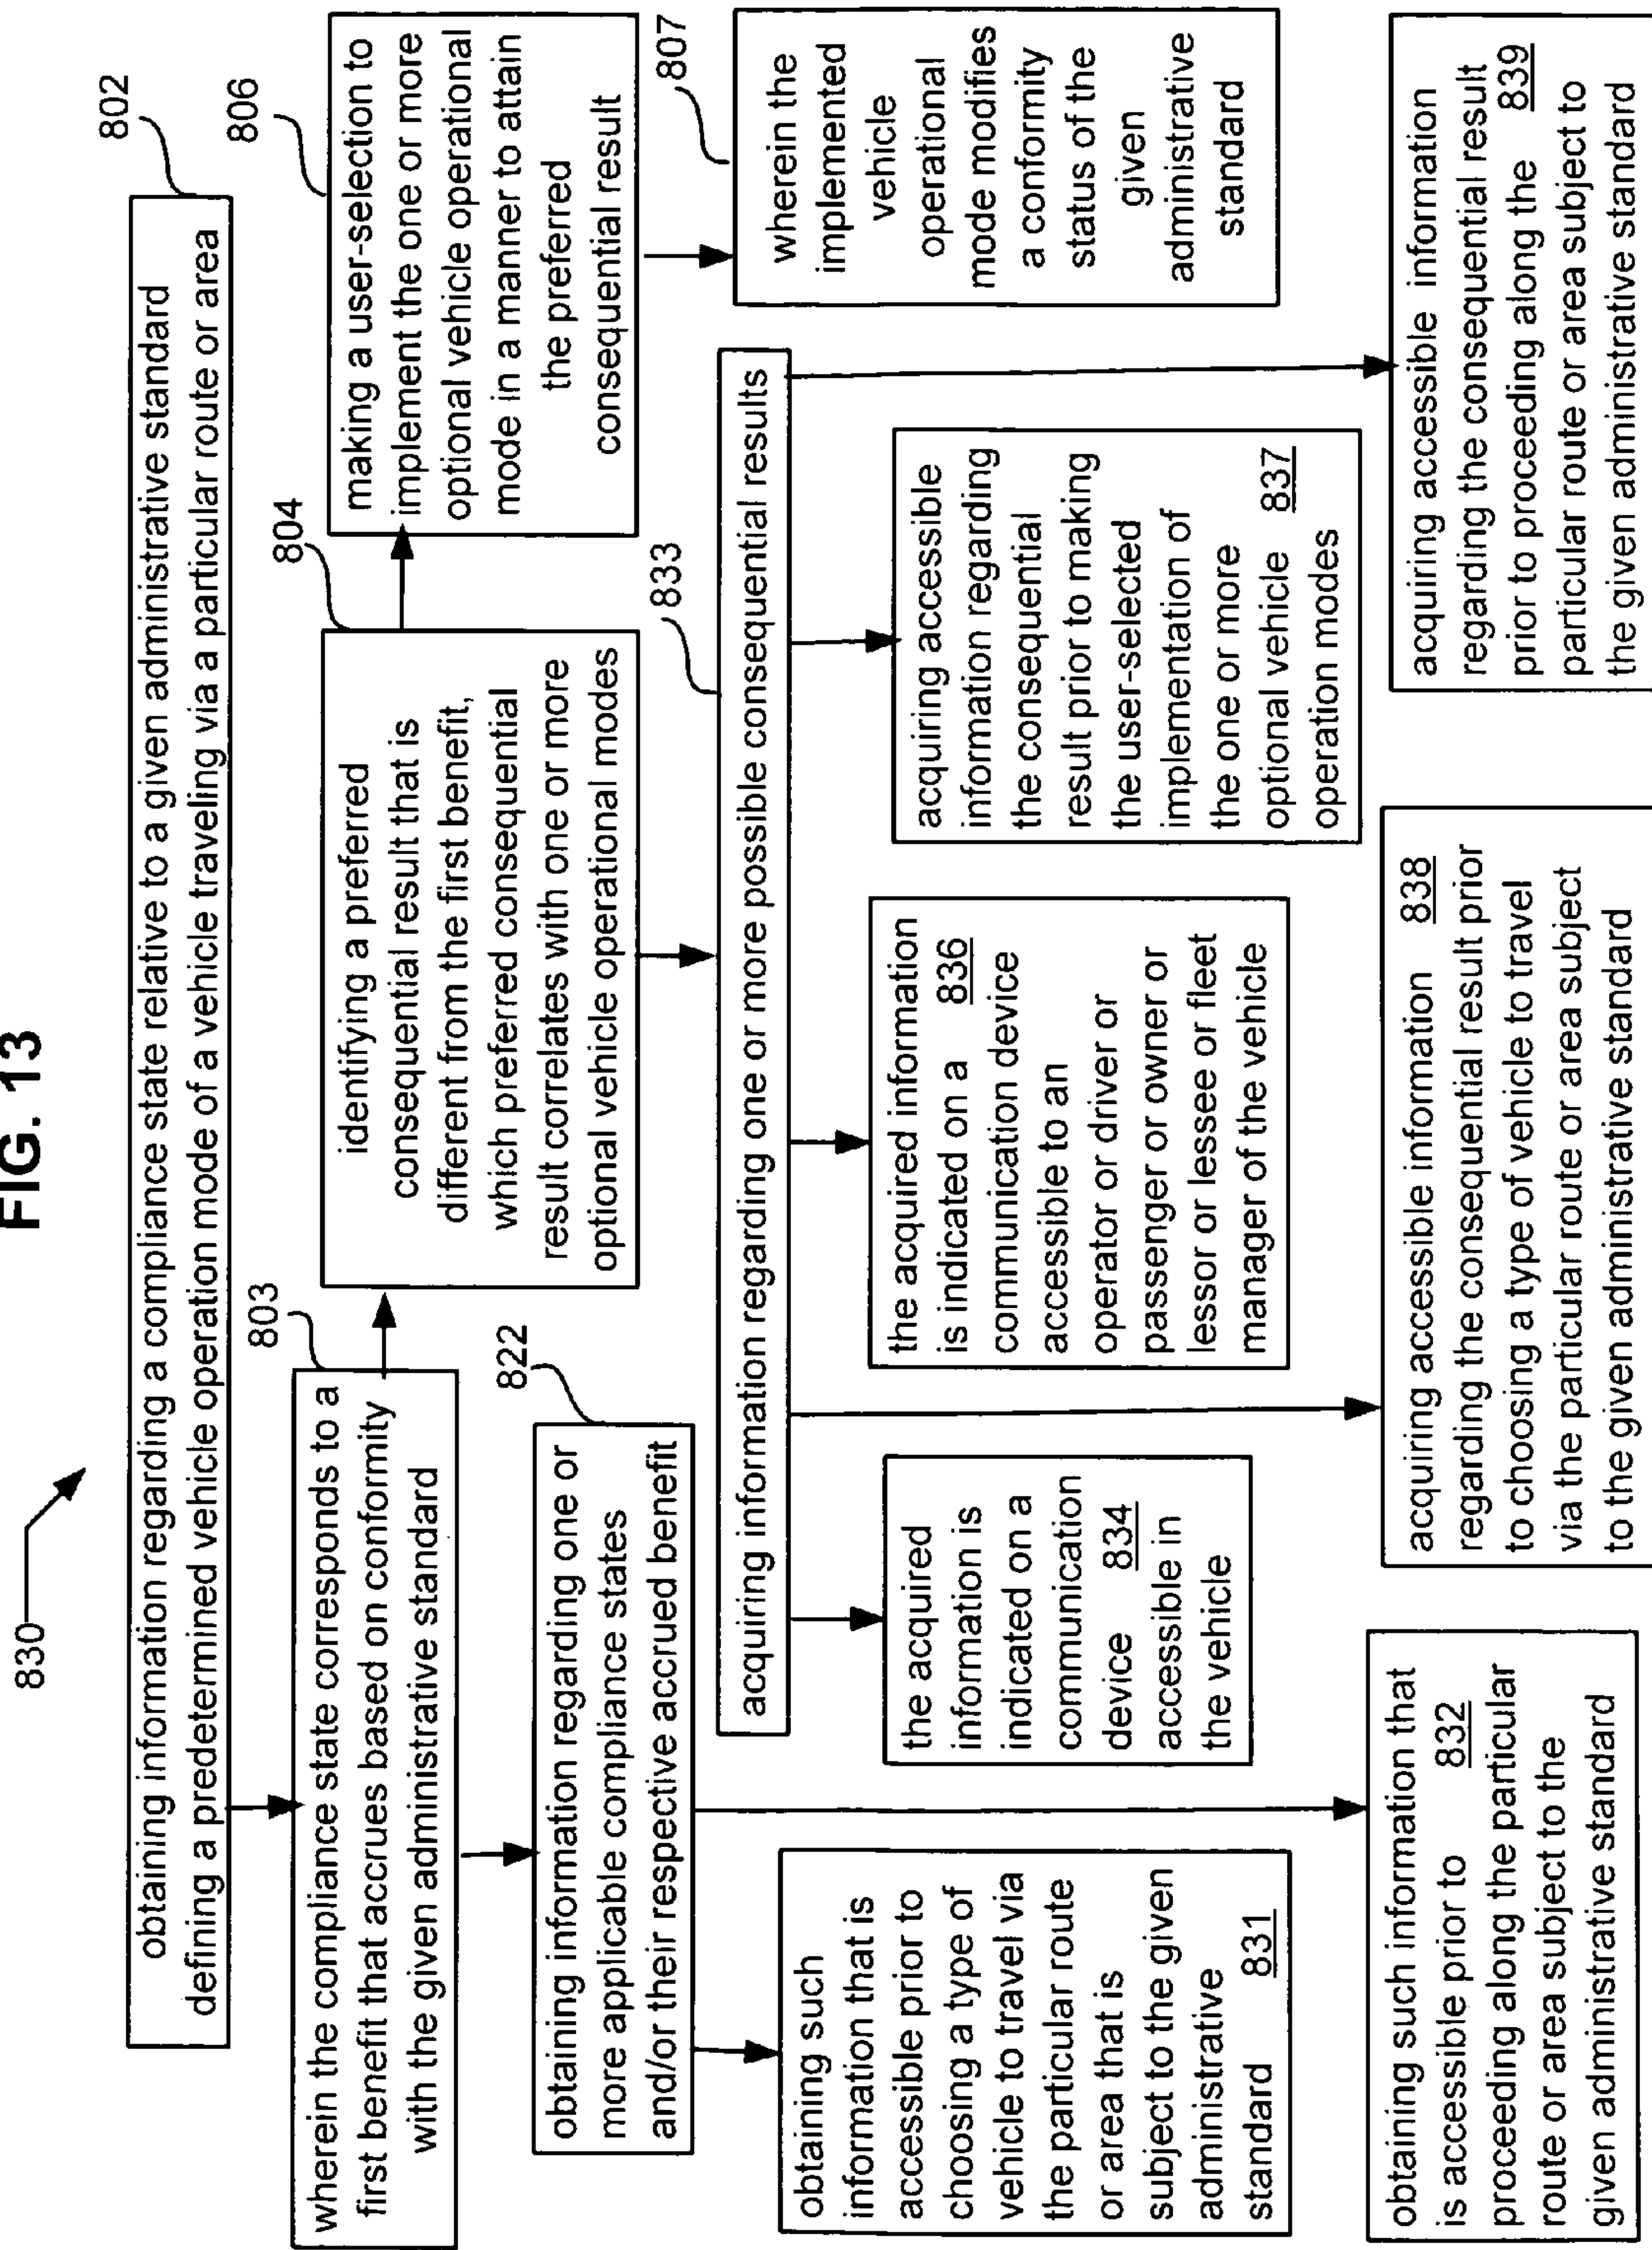 FIG. 13
830
802
obtaining information regarding a compliance state relative to a given administrative standard
defining a predetermined vehicle operation mode of a vehicle traveling via a particular route or area
803
wherein the compliance state corresponds to a
first benefit that accrues based on conformity
with the given administrative standard
804
identifying a preferred
consequential result that is
different from the first benefit,
which preferred consequential
result correlates with one or more
optional vehicle operational modes
806
making a user-selection to
implement the one or more
optional vehicle operational
mode in a manner to attain
the preferred
consequential result
822
obtaining information regarding one or
more applicable compliance states
and/or their respective accrued benefit
833
acquiring information regarding one or more possible consequential results
807
wherein the
implemented
vehicle
operational
mode modifies
a conformity
status of the
given
administrative
standard
obtaining such
information that is
accessible prior to
choosing a type of
vehicle to travel via
the particular route
or area that is
subject to the given
administrative
standard 831
the acquired
information is
indicated on a
communication
device 834
accessible in
the vehicle
the acquired information
is indicated on a 836
communication device
accessible to an
operator or driver or
passenger or owner or
lessor or lessee or fleet
manager of the vehicle
acquiring accessible
information regarding
the consequential
result prior to making
the user-selected
implementation of
the one or more
optional vehicle 837
operation modes
obtaining such information that
is accessible prior to 832
proceeding along the particular
route or area subject to the
given administrative standard
acquiring accessible information 838
regarding the consequential result prior
to choosing a type of vehicle to travel
via the particular route or area subject
to the given administrative standard
acquiring accessible information
regarding the consequential result
prior to proceeding along the 839
particular route or area subject to
the given administrative standard